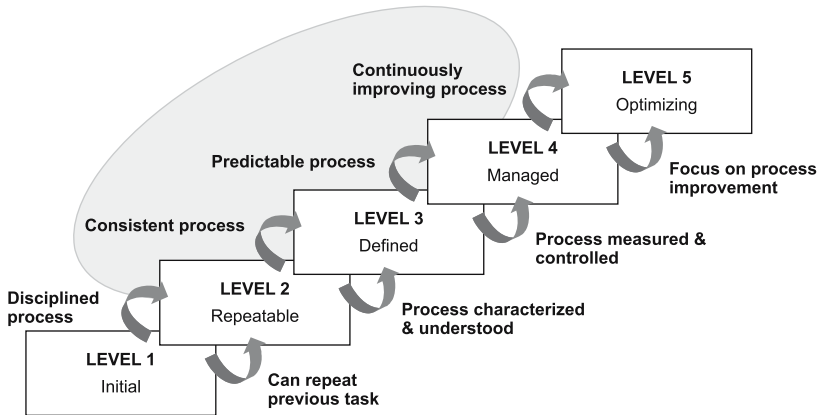 Continuously
improving process
LEVEL 5
Optimizing
Predictable process
LEVEL 4
Managed
Focus on process
improvement
Consistent process
LEVEL 3
Defined
Process measured &
controlled
Disciplined
process
LEVEL 2
Repeatable
Process characterized
& understood
LEVEL 1
Initial
Can repeat
previous task